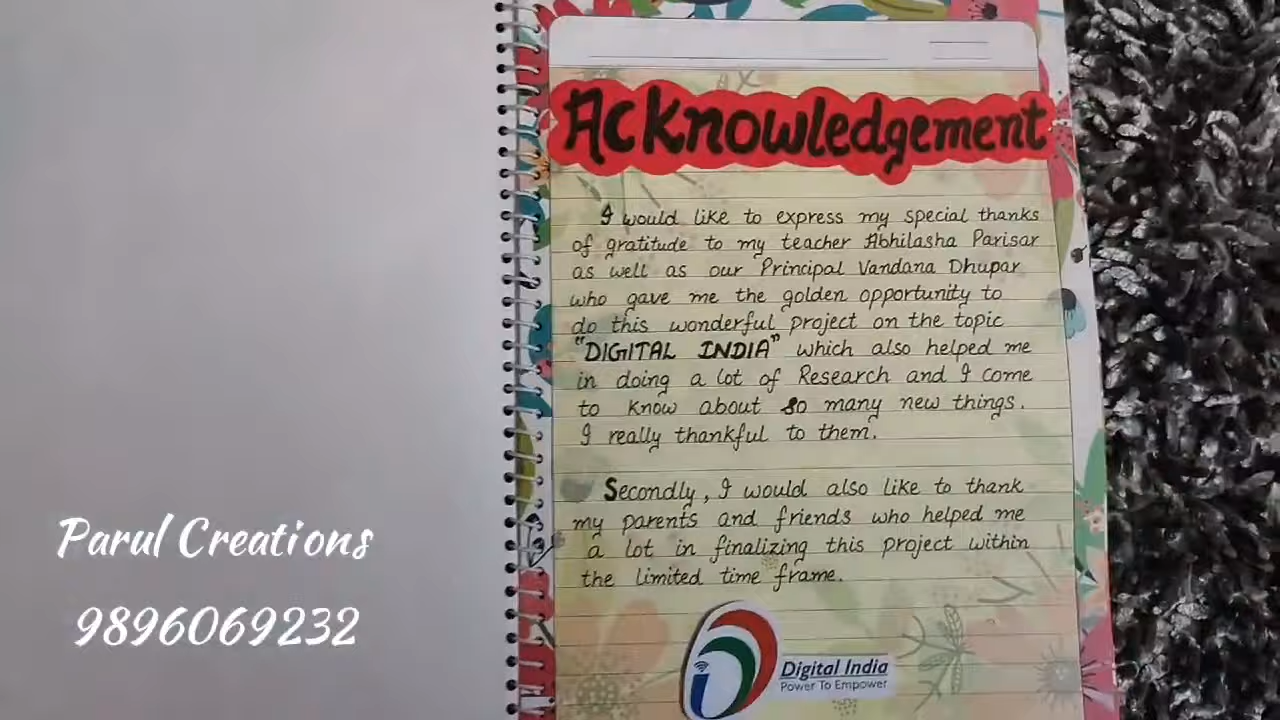 Acknowledgement
I would like to express my special thanks
of gratitude to my teacher Abhilasha Parisar
as well as our Principal Vandana Dhupar
who gave me the golden opportunity to
do this wonderful project on the topic
"DIGITAL INDIA" which also helped me
in doing a lot of Research and I come
to know about so many new things.
I really thankful to them.
Secondly, I would also like to thank
my parents and friends who helped me
a lot in finalizing this project within
the limited time frame.
Digital India
Power To Empower
Parul Creations
9896069232